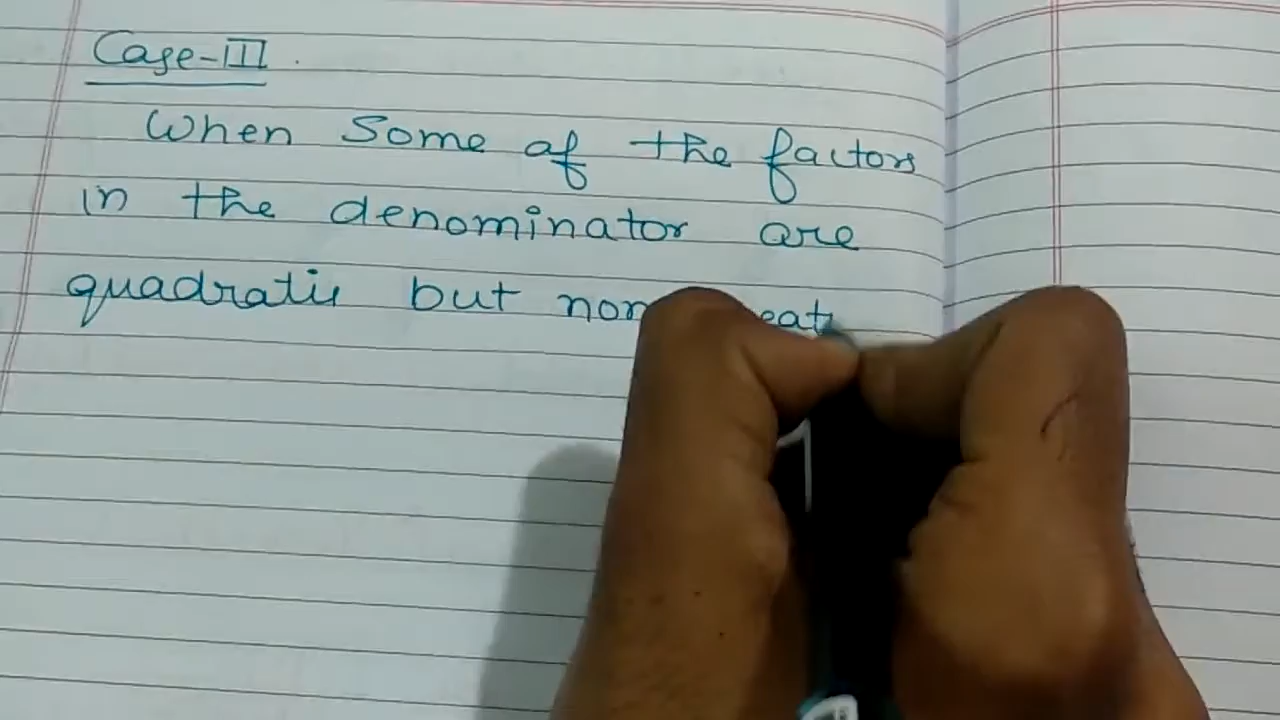 Case-III.
When some of the factors
in the denominator are
quadratic but non